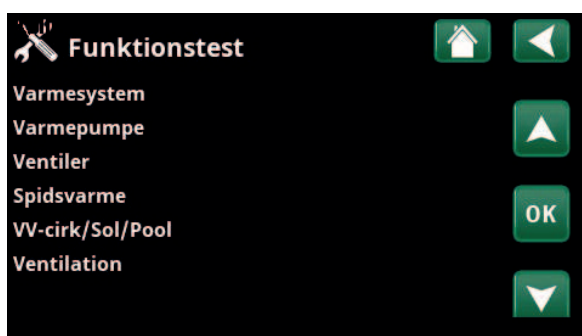 Funktionstest
Varmesystem
Varmepumpe
Ventiler
Spidsvarme
OK
VV-cirk/Sol/Pool
Ventilation